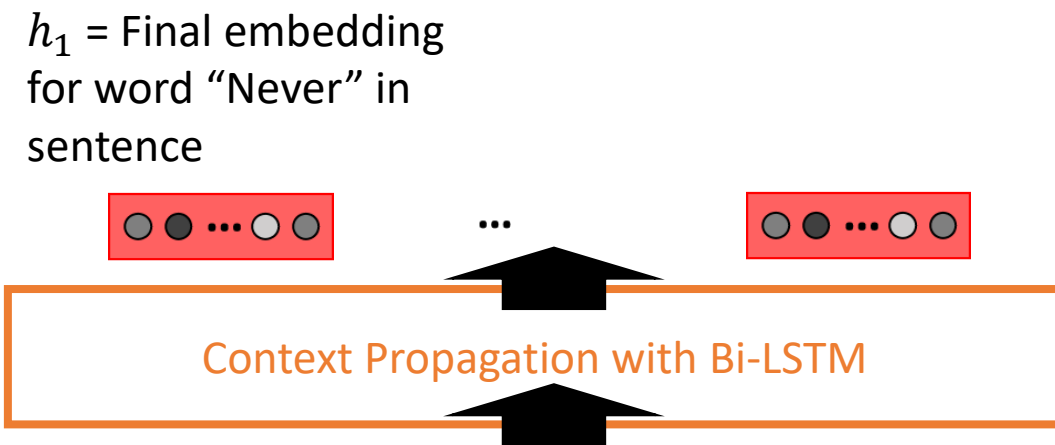 h₁ = Final embedding
for word “Never” in
sentence
... ... ...
Context Propagation with Bi-LSTM